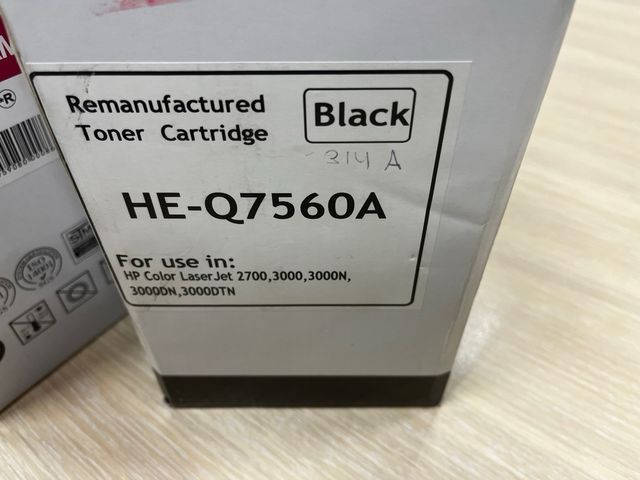 Remanufactured
Toner Cartridge
Black
314 A
HE-Q7560A
For use in:
HP Color LaserJet 2700,3000,3000N,
3000DN,3000DTN